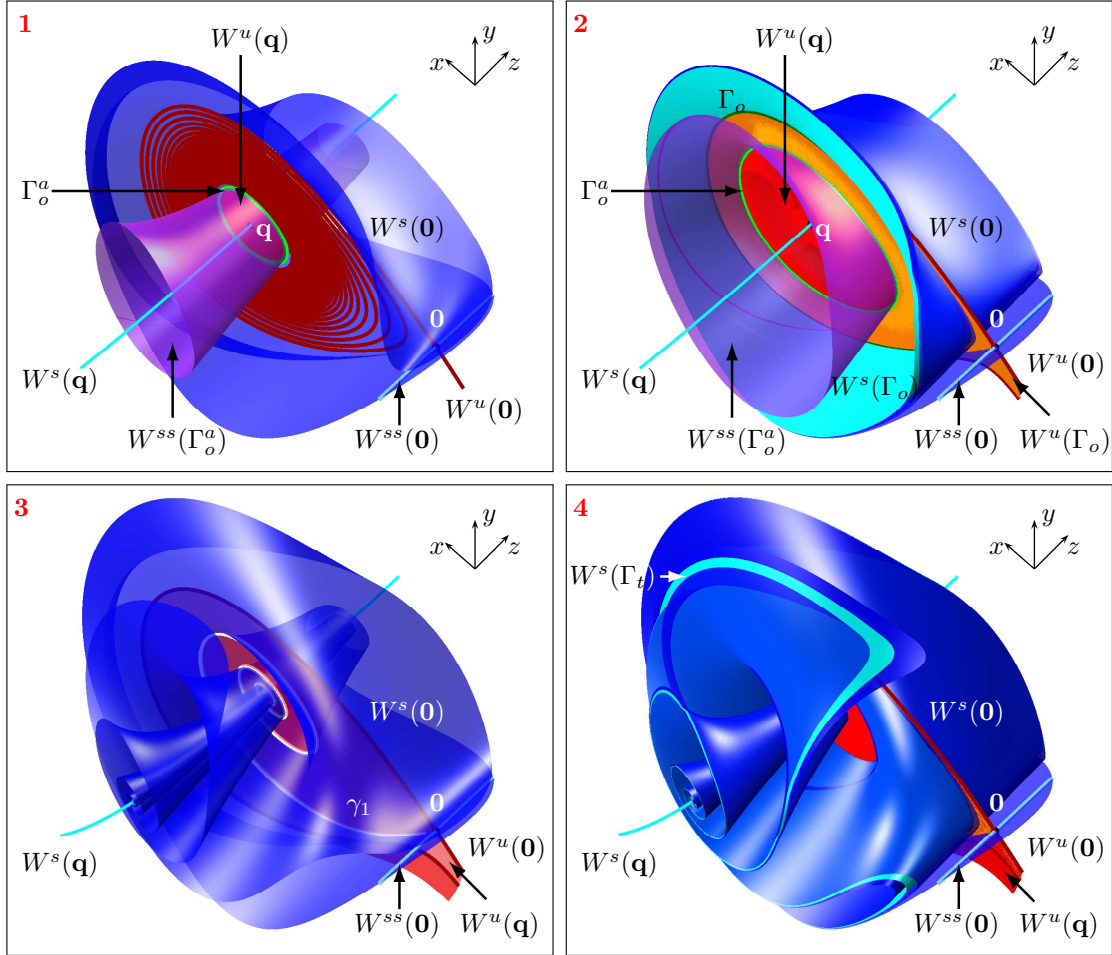 1
W^u(q)
y
x
z
Γ_o^a
W^s(0)
q
0
W^s(q)
W^u(0)
W^{ss}(Γ_o^a)
W^{ss}(0)
2
W^u(q)
y
x
z
Γ_o
Γ_o^a
W^s(0)
q
0
W^s(q)
W^s(Γ_o)
W^u(0)
W^{ss}(Γ_o^a)
W^{ss}(0)
W^u(Γ_o)
3
y
x
z
W^s(0)
γ_1
0
W^s(q)
W^u(0)
W^{ss}(0)
W^u(q)
4
y
x
z
W^s(Γ_t)
W^s(0)
0
W^s(q)
W^u(0)
W^{ss}(0)
W^u(q)